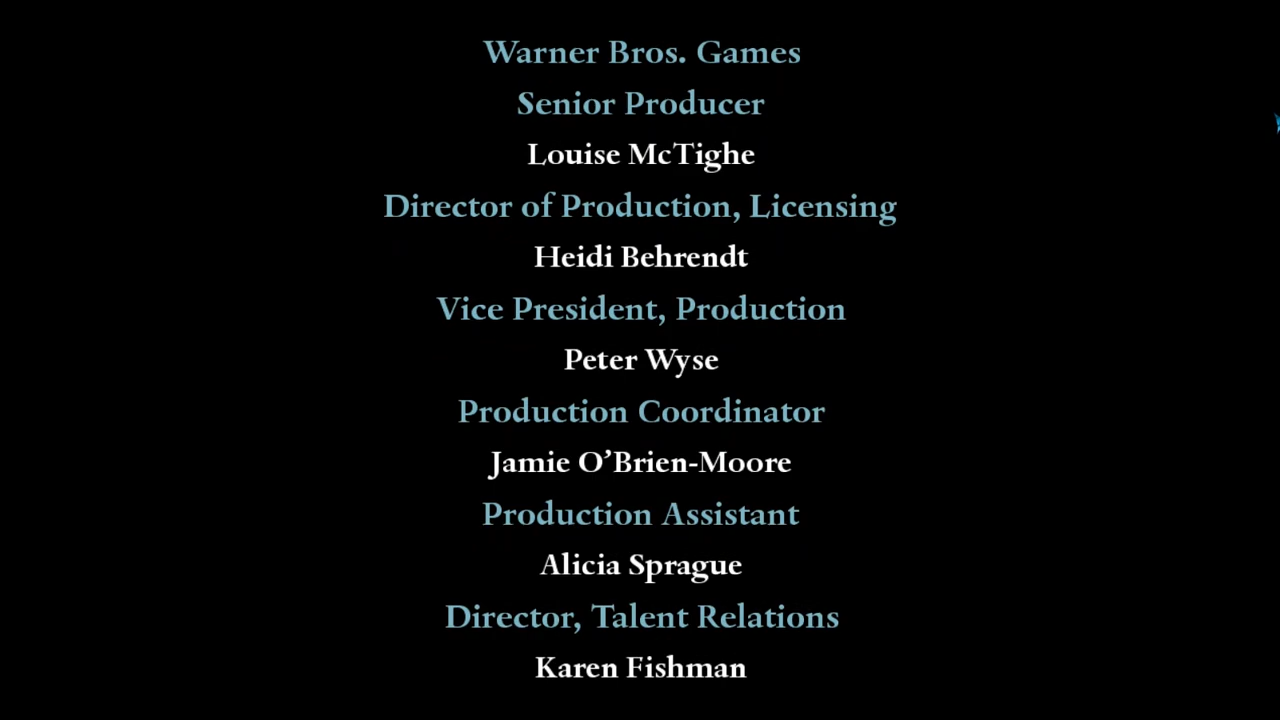 Warner Bros. Games
Senior Producer
Louise McTighe
Director of Production, Licensing
Heidi Behrendt
Vice President, Production
Peter Wyse
Production Coordinator
Jamie O’Brien-Moore
Production Assistant
Alicia Sprague
Director, Talent Relations
Karen Fishman